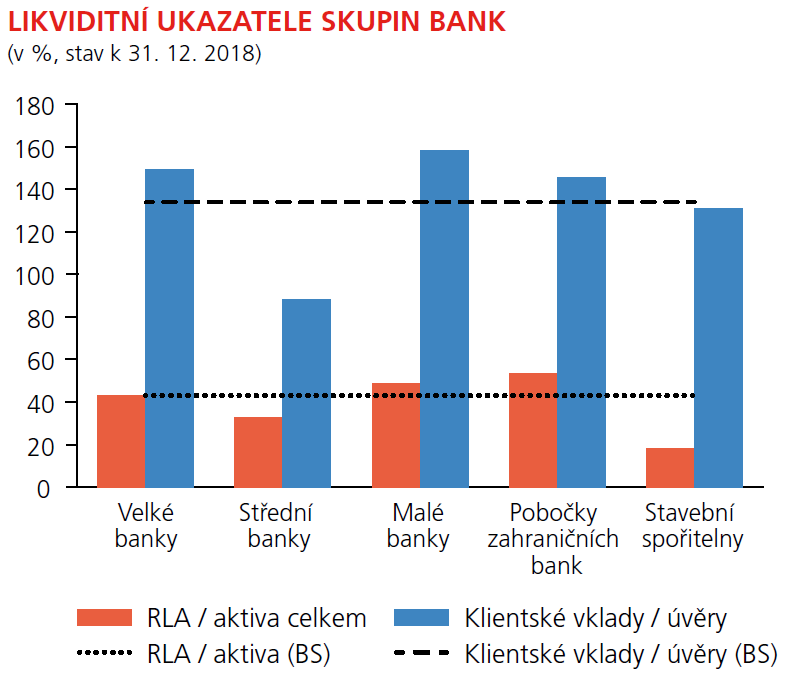 LIKVIDITNÍ UKAZATELE SKUPIN BANK
(v %, stav k 31. 12. 2018)
180
160
140
120
100
80
60
40
20
0
Velké
banky
Střední
banky
Malé
banky
Pobočky
zahraničních
bank
Stavební
spořitelny
RLA / aktiva celkem
Klientské vklady / úvěry
RLA / aktiva (BS)
Klientské vklady / úvěry (BS)